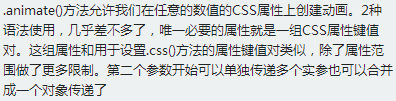 .animate()方法允许我们在任意的数值的CSS属性上创建动画。2种
语法使用，几乎差不多了，唯一必要的属性就是一组CSS属性键值
对。这组属性和用于设置.css()方法的属性键值对类似，除了属性范
围做了更多限制。第二个参数开始可以单独传递多个实参也可以合并
成一个对象传递了